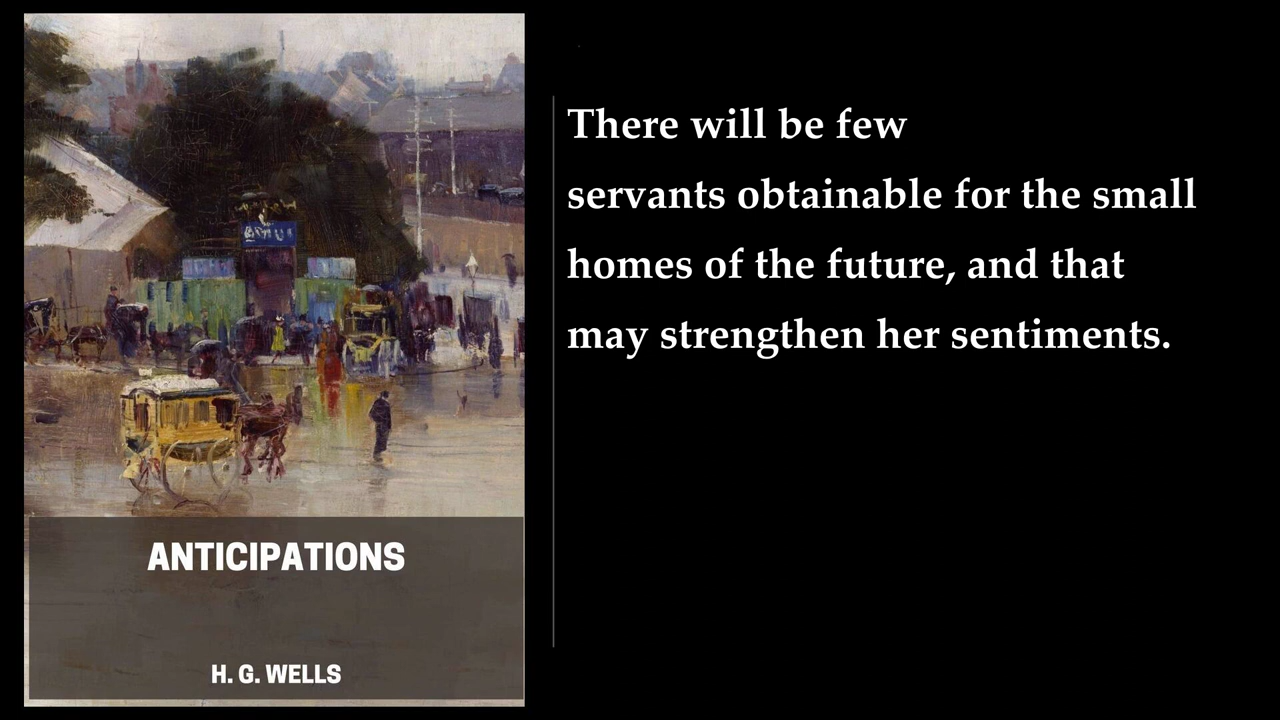 ANTICIPATIONS
H. G. WELLS
There will be few
servants obtainable for the small
homes of the future, and that
may strengthen her sentiments.